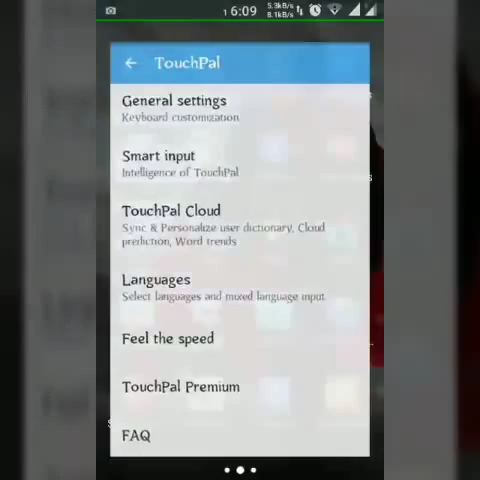 1 6:09 5.3kB/s
8.1kB/s
TouchPal
General settings
Keyboard customization
Smart input
Intelligence of TouchPal
TouchPal Cloud
Sync & Personalize user dictionary, Cloud
prediction, Word trends
Languages
Select languages and mixed language input
Feel the speed
TouchPal Premium
FAQ